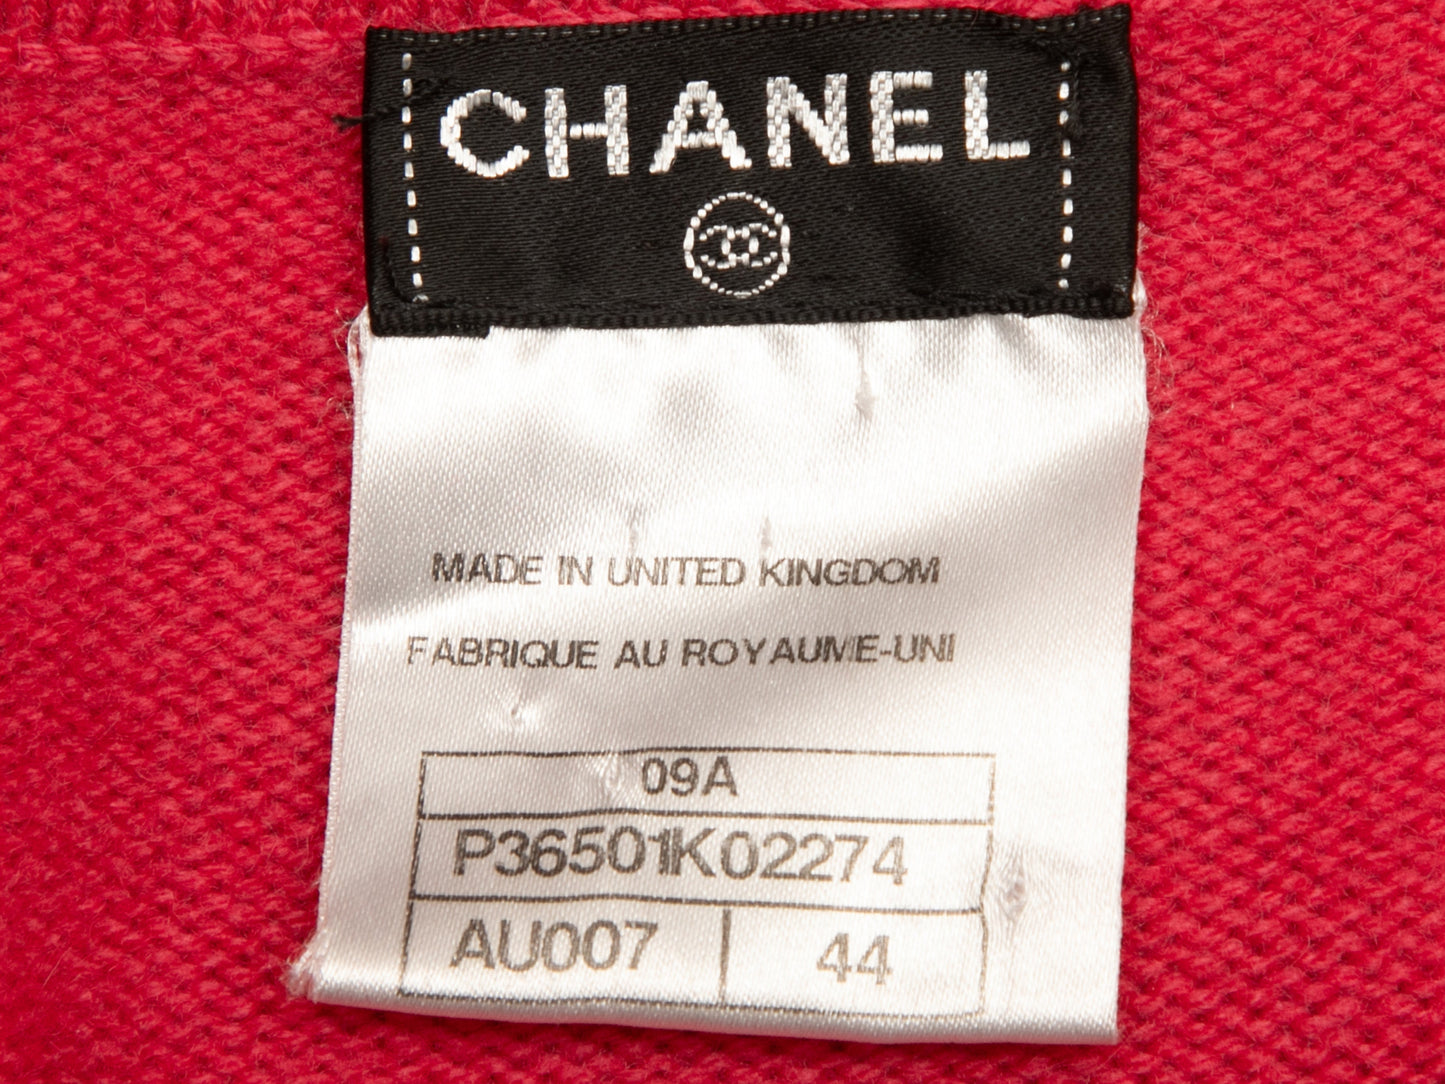 CHANEL
MADE IN UNITED KINGDOM
FABRIQUE AU ROYAUME-UNI
09A
P36501K02274
AU007 44